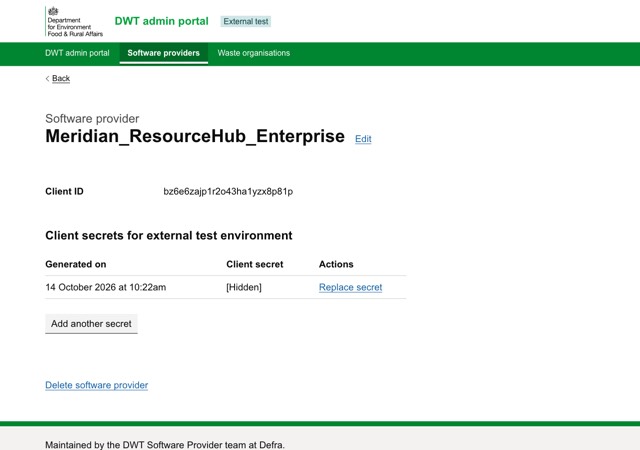 Department
for Environment
Food & Rural Affairs
DWT admin portal
External test
DWT admin portal
Software providers
Waste organisations
Back
Software provider
Meridian_ResourceHub_Enterprise
Edit
Client ID
bz6e6zajp1r2o43ha1yzx8p81p
Client secrets for external test environment
Generated on
Client secret
Actions
14 October 2026 at 10:22am
[Hidden]
Replace secret
Add another secret
Delete software provider
Maintained by the DWT Software Provider team at Defra.